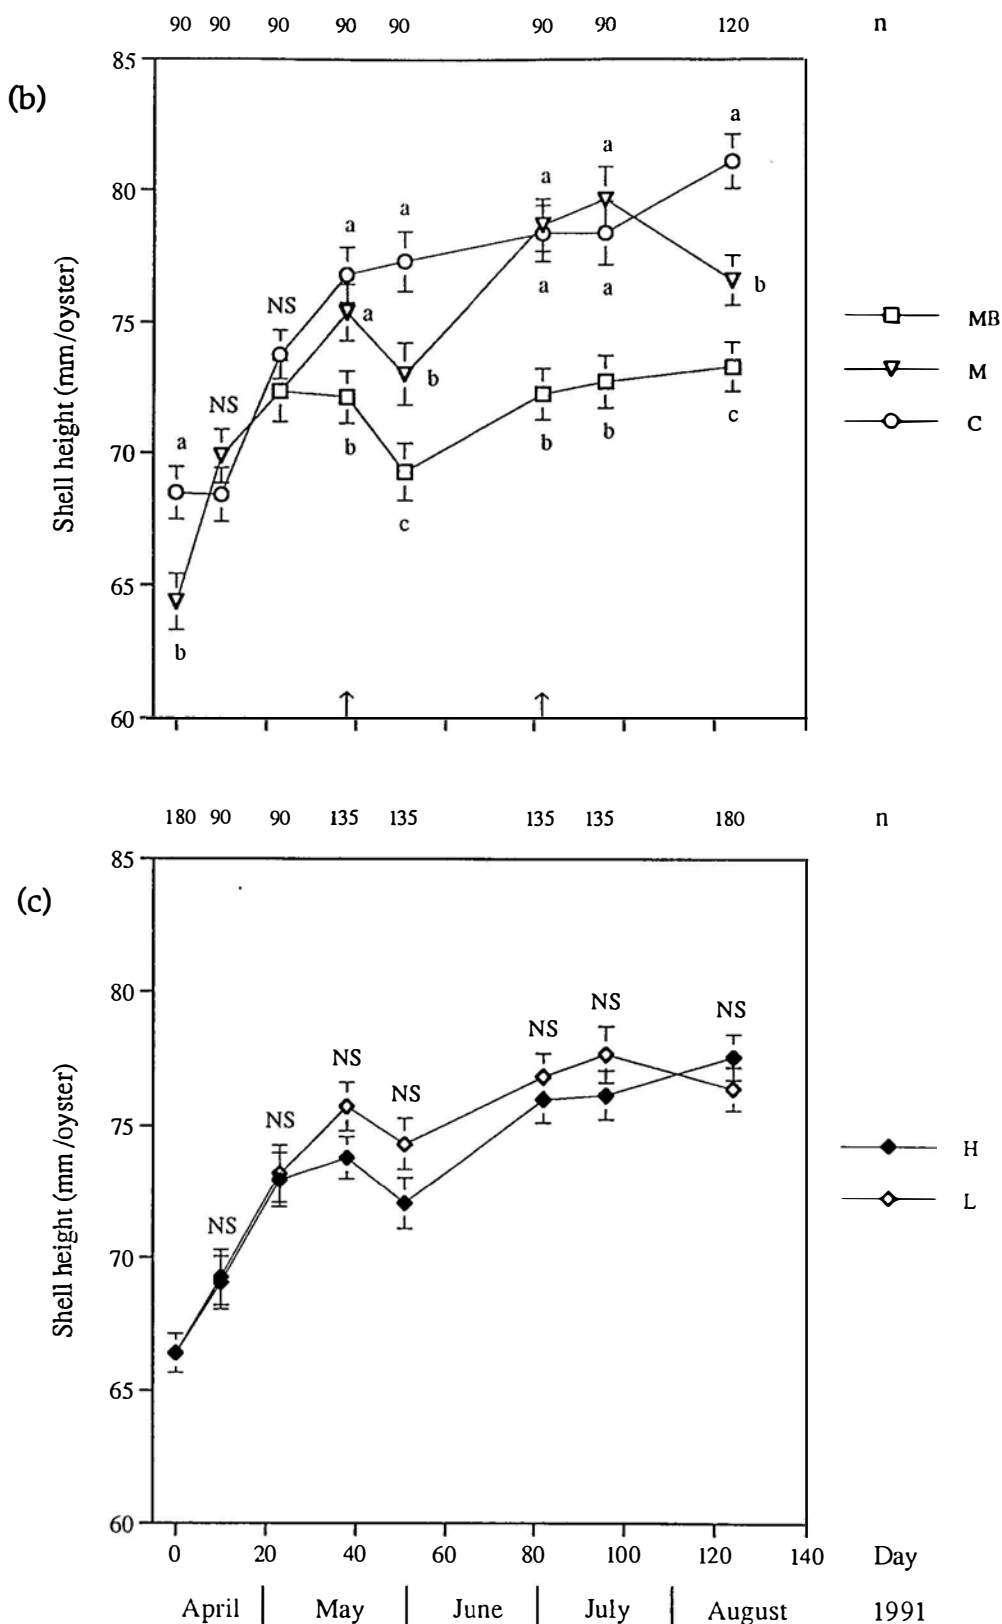 90 90 90 90 90 90 90 120 n
(b)
85
a
a
a
a
a
80
a
a
a
b
NS
75
a
Shell height (mm/oyster)
MB
M
C
b
NS
b
b
b
c
a
70
c
65
b
60
180 90 90 135 135 135 135 180 n
(c)
85
80
NS
NS
NS
NS
NS
NS
75
NS
Shell height (mm/oyster)
H
L
70
65
60
0 20 40 60 80 100 120 140 Day
April May June July August 1991